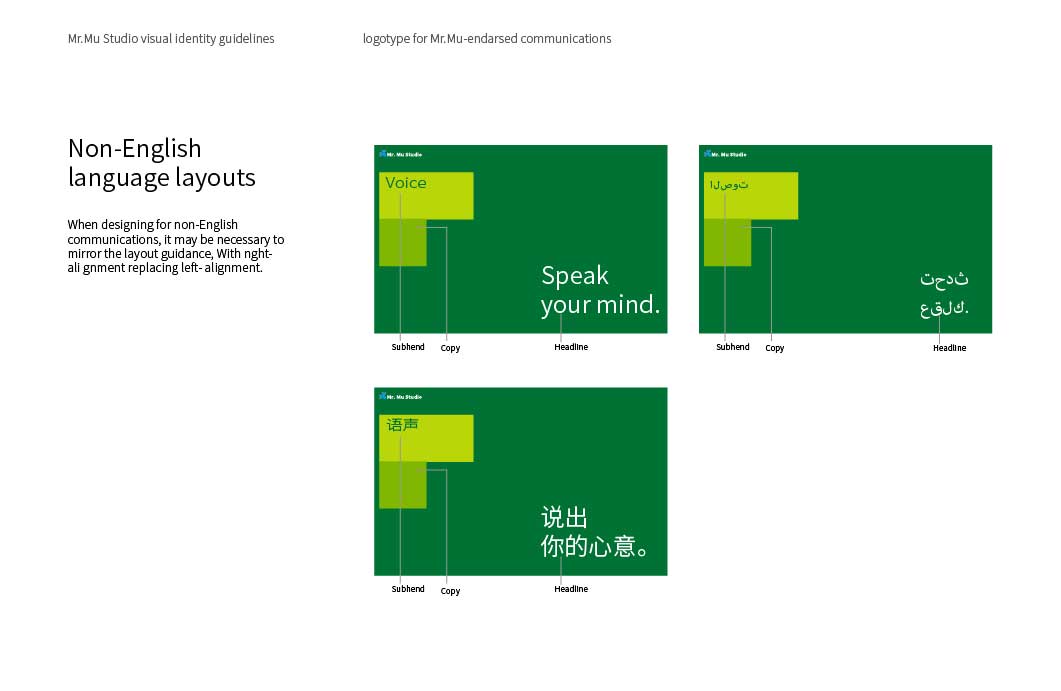 Mr.Mu Studio visual identity guidelines
logotype for Mr.Mu-endarsed communications
Non-English
language layouts
When designing for non-English
communications, it may be necessary to
mirror the layout guidance, With nght-
ali gnment replacing left- alignment.
Mr. Mu Studio
Voice
Speak
your mind.
Subhend
Copy
Headline
Mr. Mu Studio
الصوت
تحدث
عقلك.
Subhend
Copy
Headline
Mr. Mu Studio
语声
说出
你的心意。
Subhend
Copy
Headline